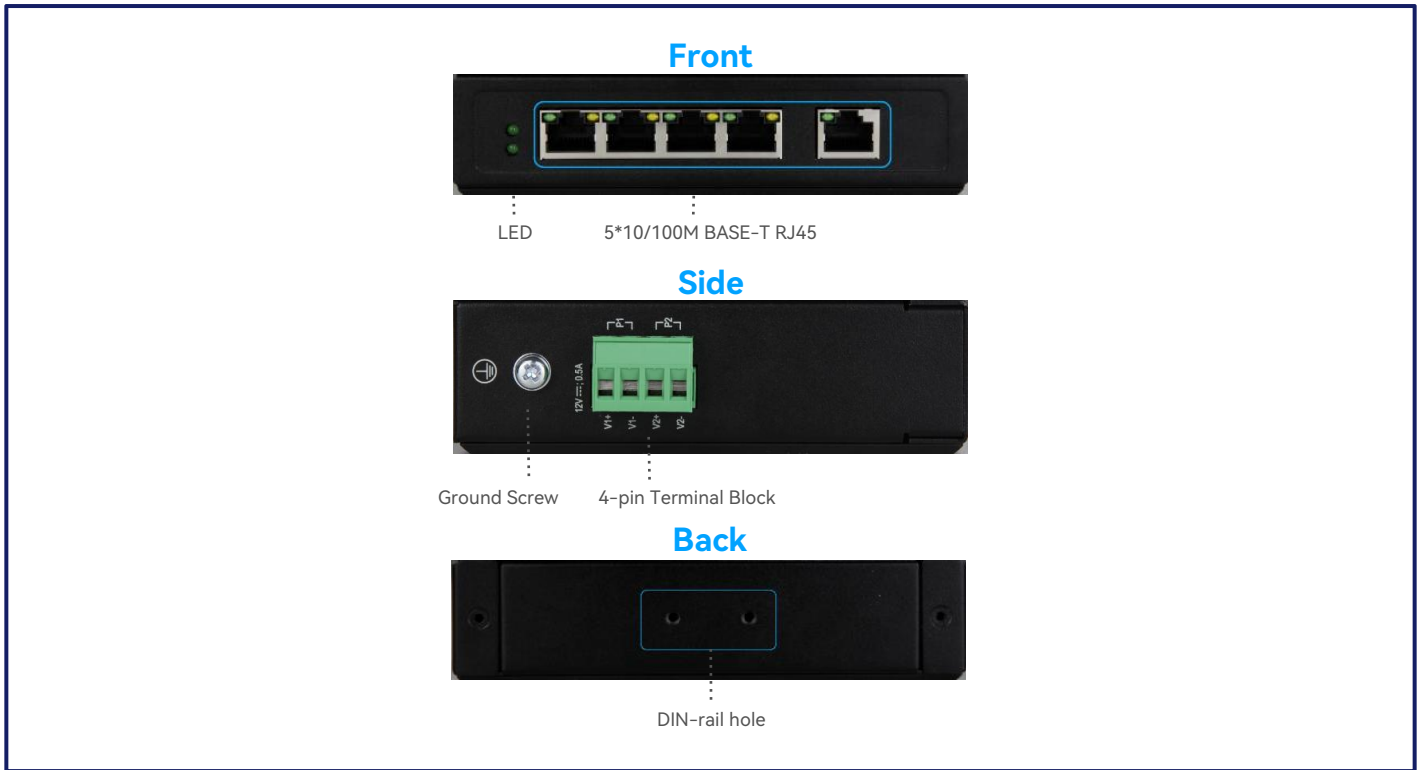 Front
LED
5*10/100M BASE-T RJ45
Side
P1
P2
12V ⎓; 0.5A
V1+
V1-
V2+
V2-
Ground Screw
4-pin Terminal Block
Back
DIN-rail hole